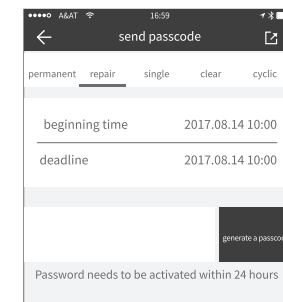 A&AT 16:59
send passcode
permanent repair single clear cyclic
beginning time 2017.08.14 10:00
deadline 2017.08.14 10:00
generate a passco
Password needs to be activated within 24 hours